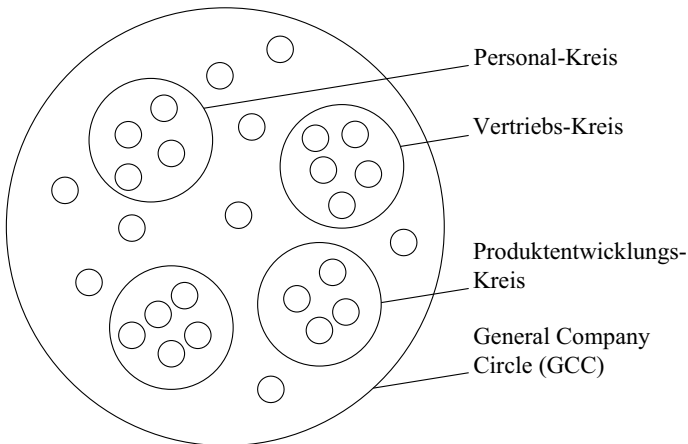 Personal-Kreis
Vertriebs-Kreis
Produktentwicklungs-
Kreis
General Company
Circle (GCC)